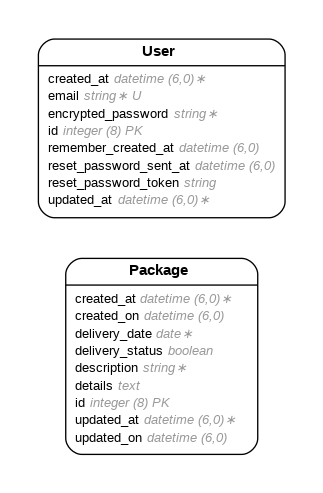 User
created_at datetime (6,0)∗
email string∗ U
encrypted_password string∗
id integer (8) PK
remember_created_at datetime (6,0)
reset_password_sent_at datetime (6,0)
reset_password_token string
updated_at datetime (6,0)∗
Package
created_at datetime (6,0)∗
created_on datetime (6,0)
delivery_date date∗
delivery_status boolean
description string∗
details text
id integer (8) PK
updated_at datetime (6,0)∗
updated_on datetime (6,0)